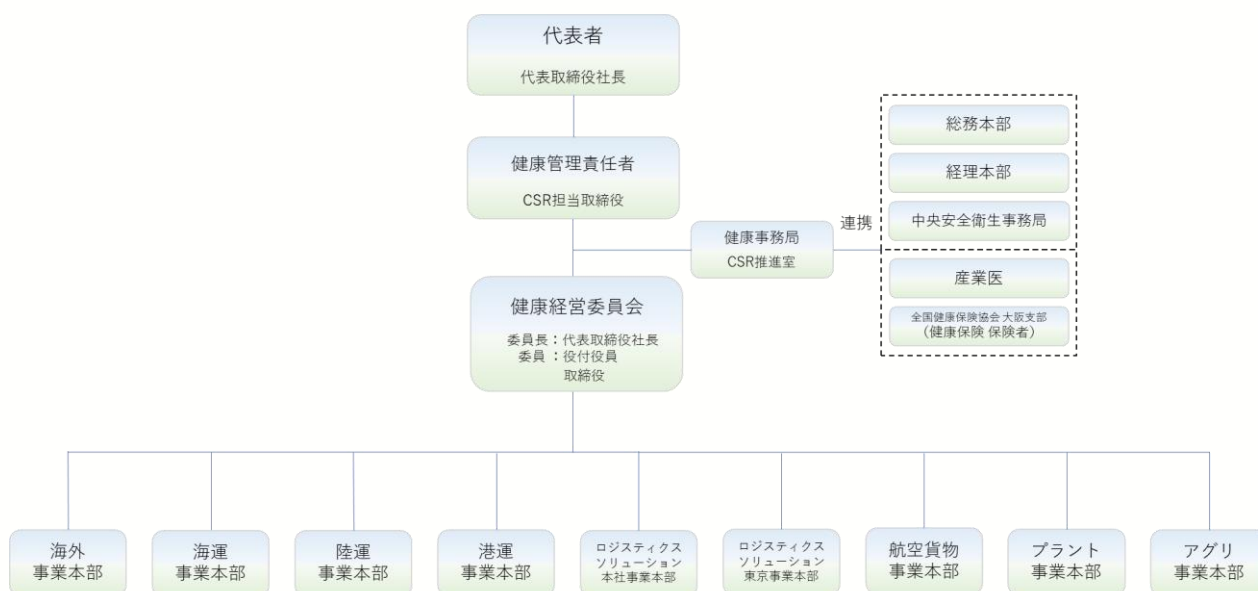 代表者
代表取締役社長
健康管理責任者
CSR担当取締役
健康事務局
CSR推進室
連携
総務本部
経理本部
中央安全衛生事務局
産業医
全国健康保険協会 大阪支部
（健康保険 保険者）
健康経営委員会
委員長：代表取締役社長
委員 ：役付役員
取締役
海外
事業本部
海運
事業本部
陸運
事業本部
港運
事業本部
ロジスティクス
ソリューション
本社事業本部
ロジスティクス
ソリューション
東京事業本部
航空貨物
事業本部
プラント
事業本部
アグリ
事業本部